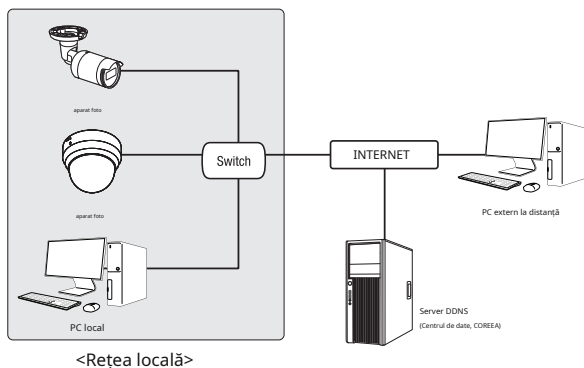 aparat foto
Switch
INTERNET
aparat foto
PC extern la distanță
PC local
Server DDNS
(Centrul de date, COREEA)
<Rețea locală>